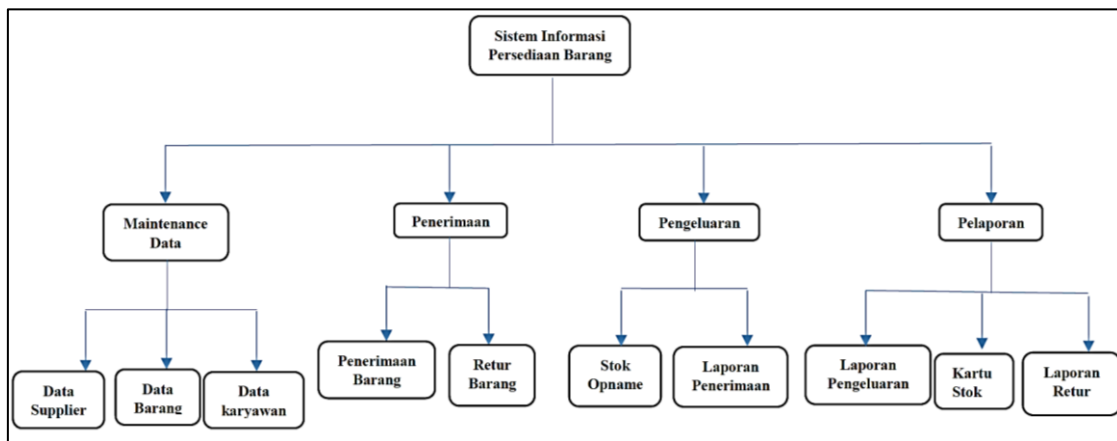 Sistem Informasi
Persediaan Barang
Maintenance
Data
Penerimaan
Pengeluaran
Pelaporan
Data
Supplier
Data
Barang
Data
karyawan
Penerimaan
Barang
Retur
Barang
Stok
Opname
Laporan
Penerimaan
Laporan
Pengeluaran
Kartu
Stok
Laporan
Retur